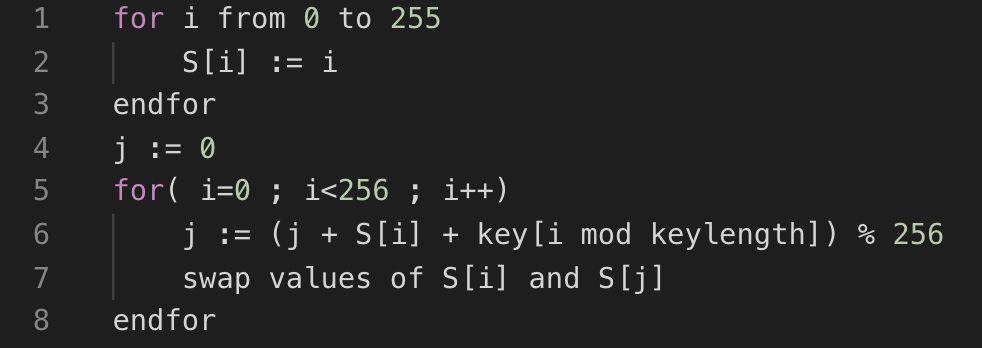 1 for i from 0 to 255
2 S[i] := i
3 endfor
4 j := 0
5 for( i=0 ; i<256 ; i++)
6 j := (j + S[i] + key[i mod keylength]) % 256
7 swap values of S[i] and S[j]
8 endfor